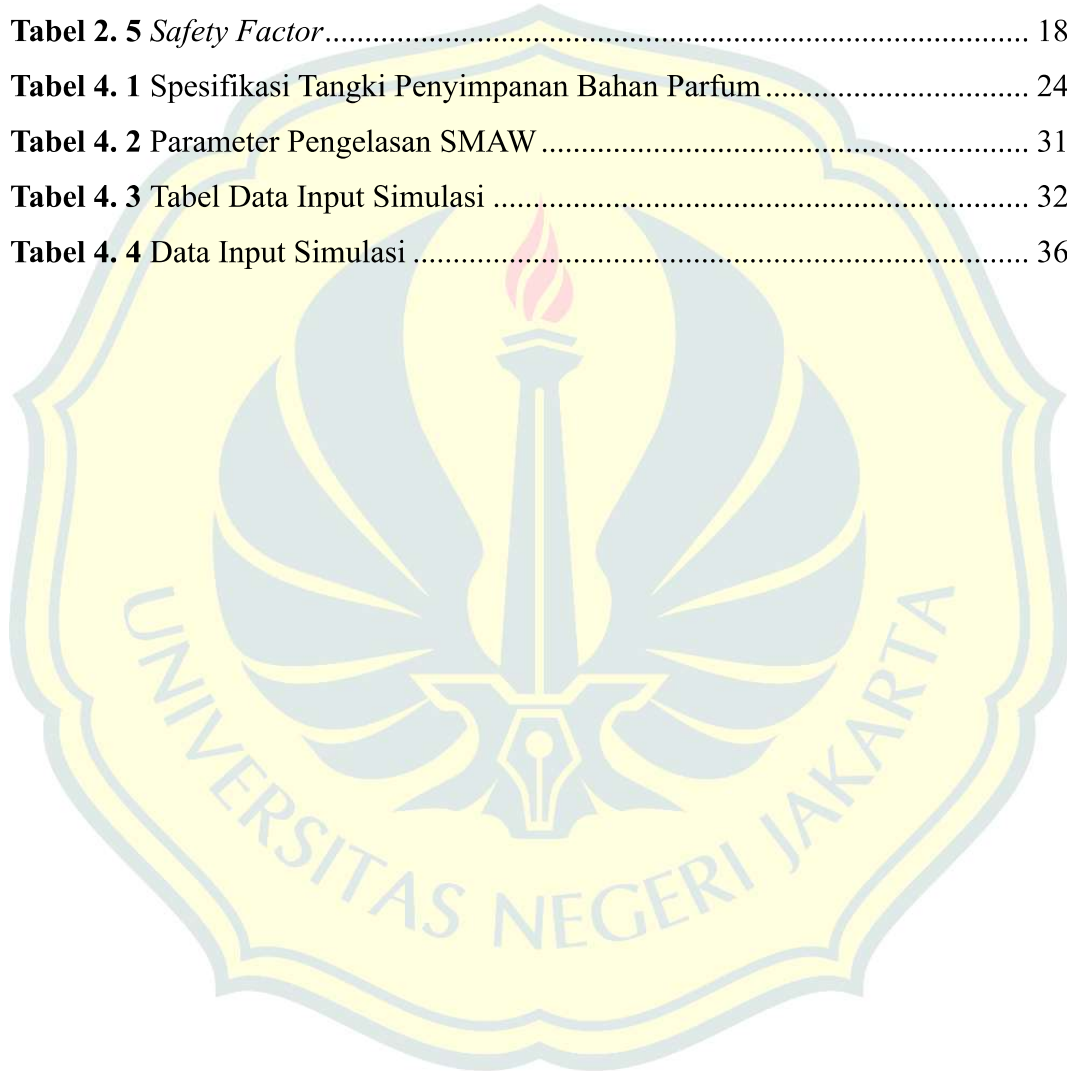 Tabel 2. 5 Safety Factor........................................................................................ 18
Tabel 4. 1 Spesifikasi Tangki Penyimpanan Bahan Parfum................................. 24
Tabel 4. 2 Parameter Pengelasan SMAW............................................................. 31
Tabel 4. 3 Tabel Data Input Simulasi ................................................................... 32
Tabel 4. 4 Data Input Simulasi ............................................................................. 36
UNIVERSITAS NEGERI JAKARTA